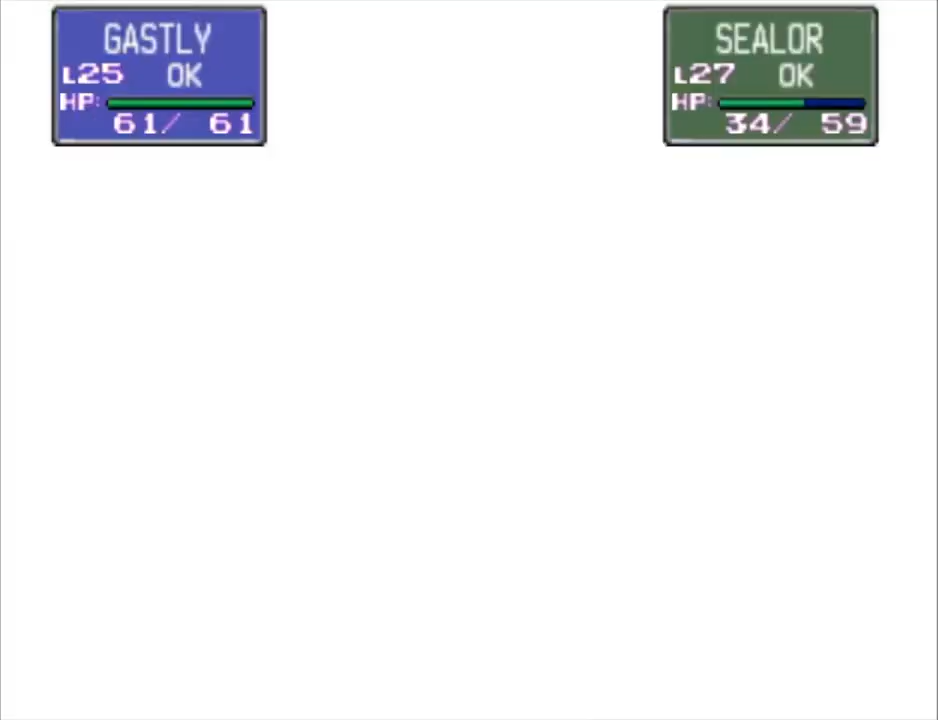 GASTLY
L25 OK
HP:
61/ 61
SEALOR
L27 OK
HP:
34/ 59